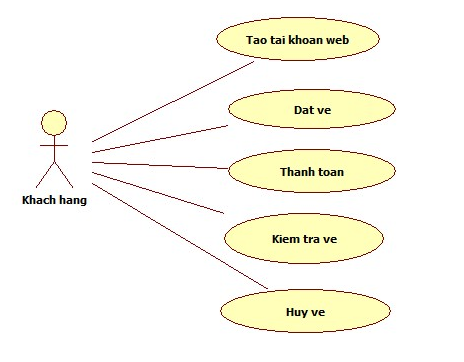 Tao tai khoan web
Dat ve
Thanh toan
Khach hang
Kiem tra ve
Huy ve